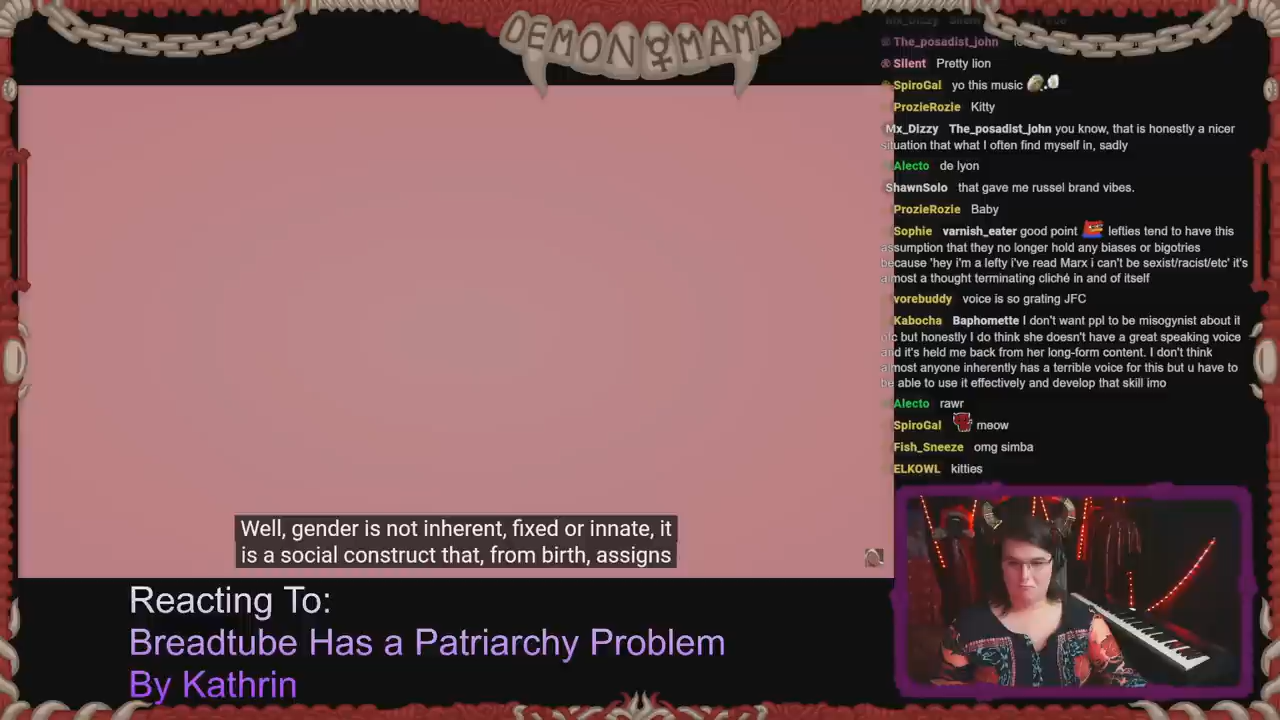 DEMON MAMA
The_posadist_john
Silent Pretty lion
SpiroGal yo this music
ProzieRozie Kitty
Mx_Dizzy The_posadist_john you know, that is honestly a nicer
situation that what I often find myself in, sadly
Alecto de lyon
ShawnSolo that gave me russel brand vibes.
ProzieRozie Baby
Sophie varnish_eater good point lefties tend to have this
assumption that they no longer hold any biases or bigotries
because 'hey i'm a lefty i've read Marx i can't be sexist/racist/etc' it's
almost a thought terminating cliché in and of itself
vorebuddy voice is so grating JFC
Kabocha Baphomette I don't want ppl to be misogynist about it
ofc but honestly I do think she doesn't have a great speaking voice
and it's held me back from her long-form content. I don't think
almost anyone inherently has a terrible voice for this but u have to
be able to use it effectively and develop that skill imo
Alecto rawr
SpiroGal meow
Fish_Sneeze omg simba
ELKOWL kitties
Well, gender is not inherent, fixed or innate, it
is a social construct that, from birth, assigns
Reacting To:
Breadtube Has a Patriarchy Problem
By Kathrin